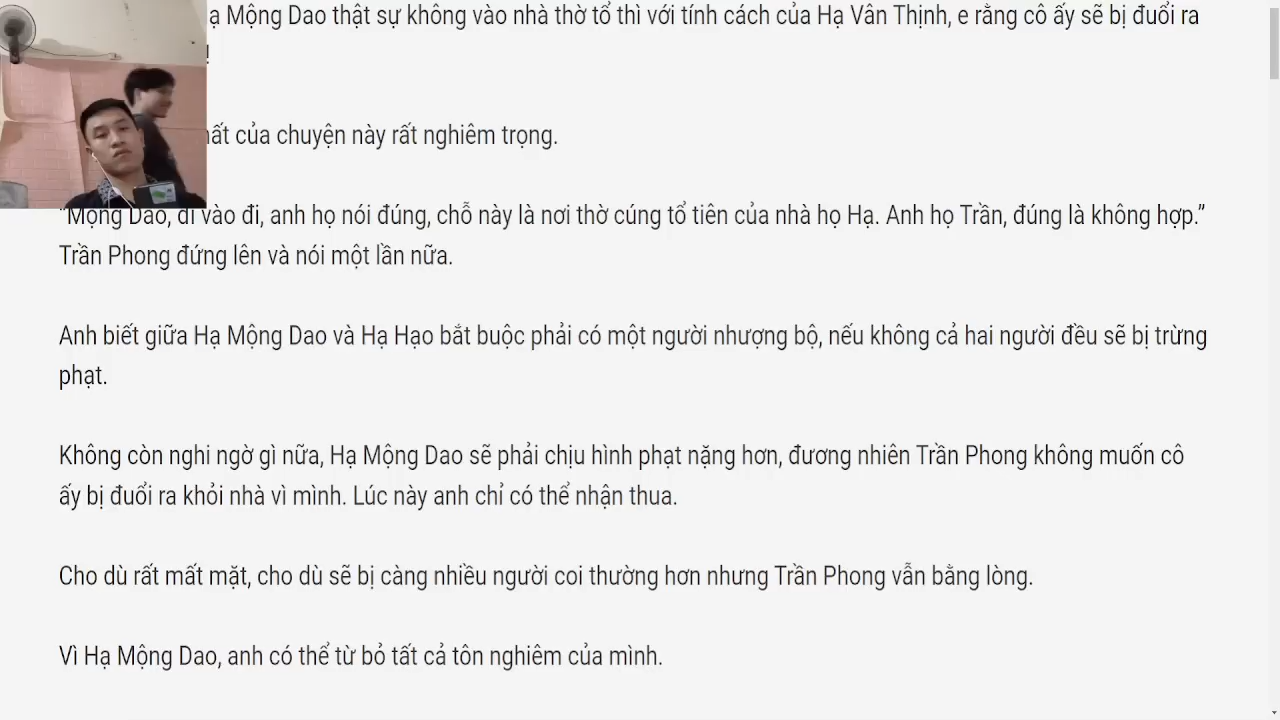 Mộng Dao thật sự không vào nhà thờ tổ thì với tính cách của Hạ Vân Thịnh, e rằng cô ấy sẽ bị đuổi ra
của chuyện này rất nghiêm trọng.
“Mộng Dao, đi vào đi, anh họ nói đúng, chỗ này là nơi thờ cúng tổ tiên của nhà họ Hạ. Anh họ Trần, đúng là không hợp.”
Trần Phong đứng lên và nói một lần nữa.
Anh biết giữa Hạ Mộng Dao và Hạ Hạo bắt buộc phải có một người nhượng bộ, nếu không cả hai người đều sẽ bị trừng
phạt.
Không còn nghi ngờ gì nữa, Hạ Mộng Dao sẽ phải chịu hình phạt nặng hơn, đương nhiên Trần Phong không muốn cô
ấy bị đuổi ra khỏi nhà vì mình. Lúc này anh chỉ có thể nhận thua.
Cho dù rất mất mặt, cho dù sẽ bị càng nhiều người coi thường hơn nhưng Trần Phong vẫn bằng lòng.
Vì Hạ Mộng Dao, anh có thể từ bỏ tất cả tôn nghiêm của mình.